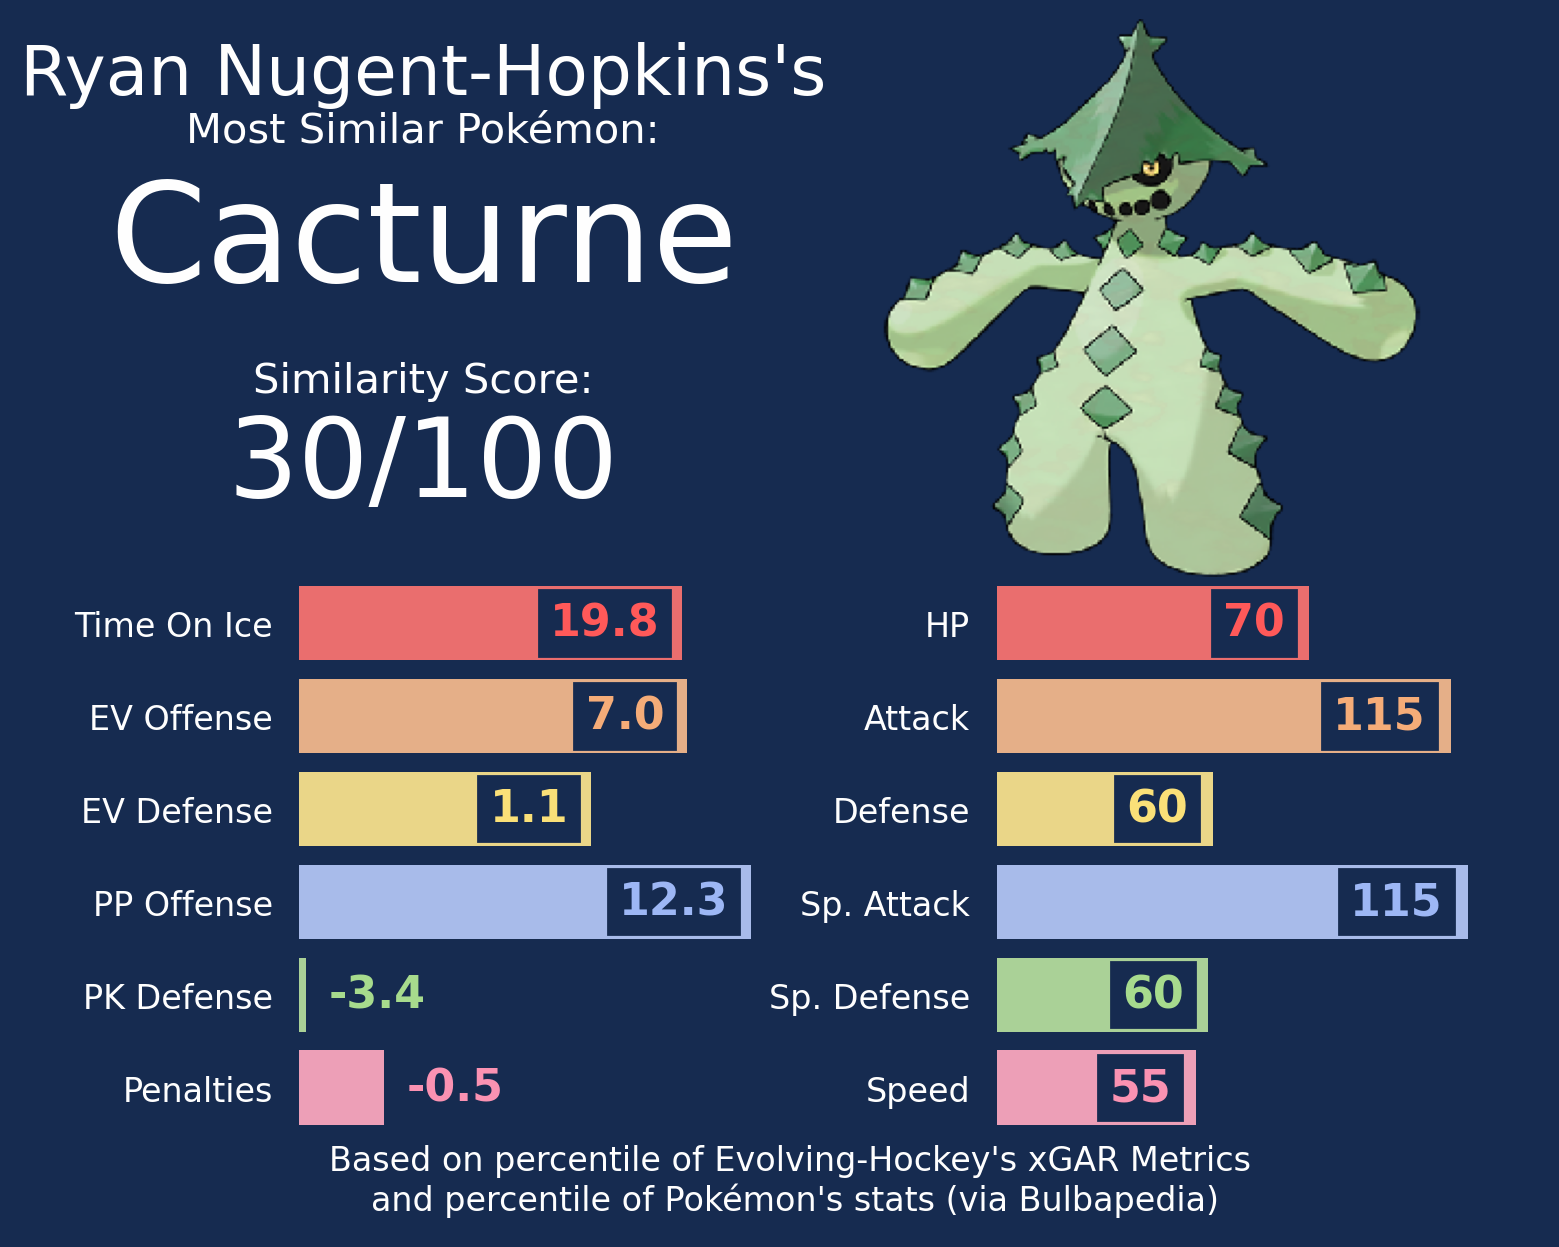 Ryan Nugent-Hopkins's
Most Similar Pokémon:
Cacturne
Similarity Score:
30/100
Time On Ice 19.8
EV Offense 7.0
EV Defense 1.1
PP Offense 12.3
PK Defense -3.4
Penalties -0.5
HP 70
Attack 115
Defense 60
Sp. Attack 115
Sp. Defense 60
Speed 55
Based on percentile of Evolving-Hockey's xGAR Metrics
and percentile of Pokémon's stats (via Bulbapedia)